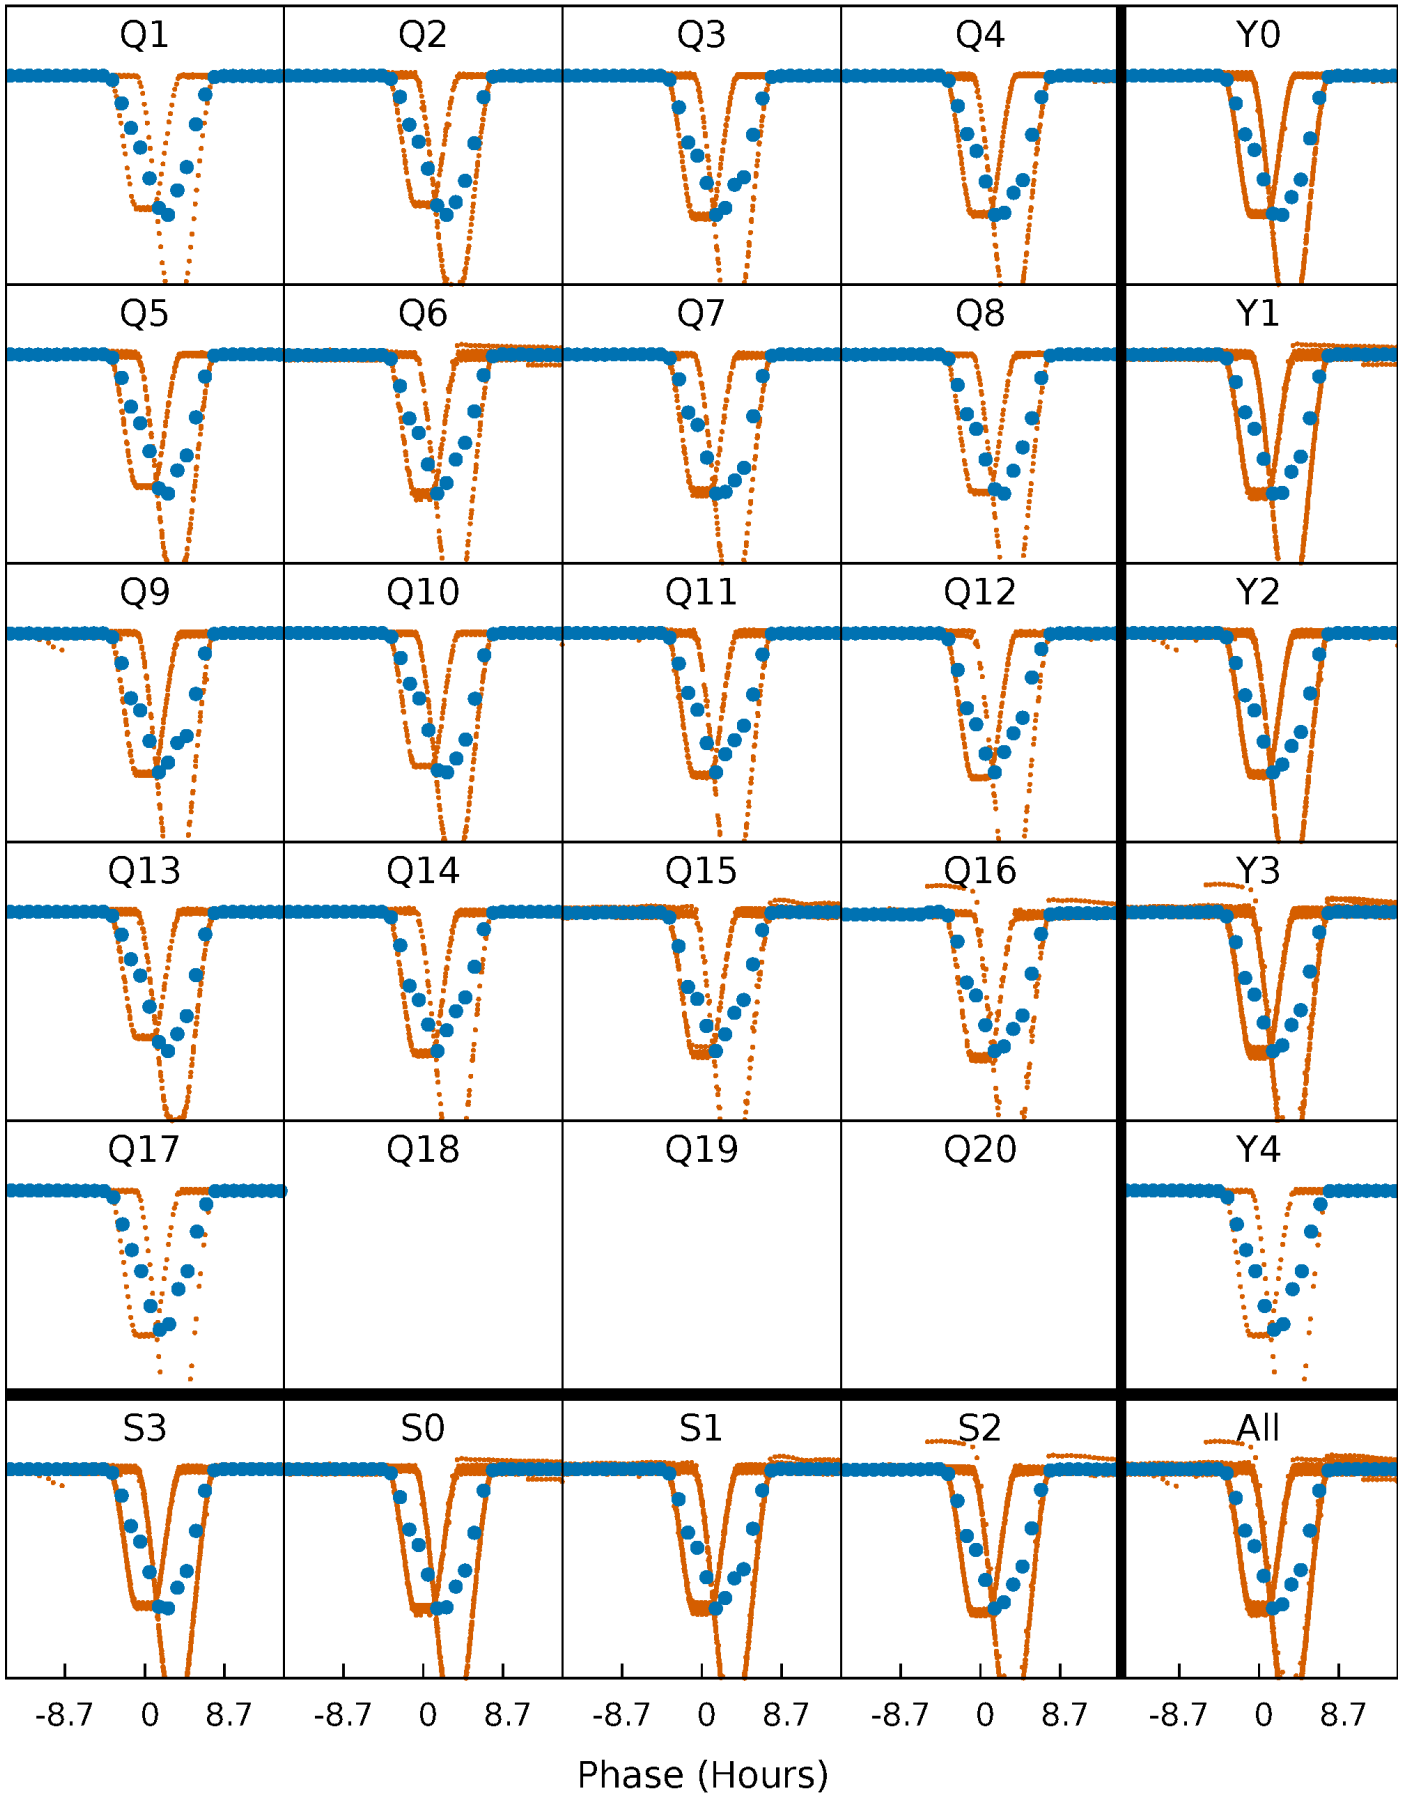 Q1 Q2 Q3 Q4 Y0
Q5 Q6 Q7 Q8 Y1
Q9 Q10 Q11 Q12 Y2
Q13 Q14 Q15 Q16 Y3
Q17 Q18 Q19 Q20 Y4
S3 S0 S1 S2 All
-8.7 0 8.7 -8.7 0 8.7 -8.7 0 8.7 -8.7 0 8.7 -8.7 0 8.7
Phase (Hours)